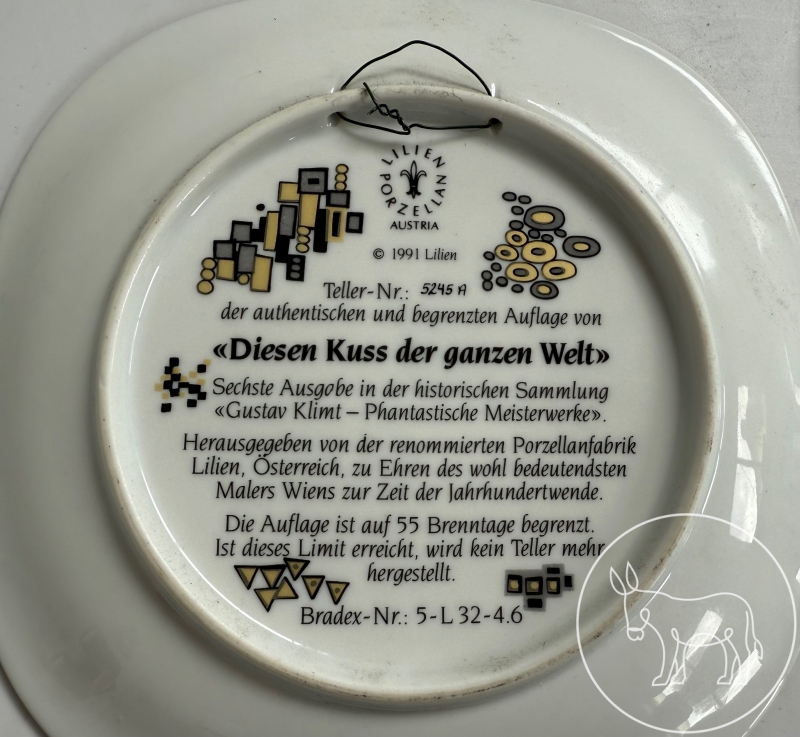 LILIEN PORZELLAN
AUSTRIA
© 1991 Lilien
Teller-Nr.: 5245 A
der authentischen und begrenzten Auflage von
«Diesen Kuss der ganzen Welt»
Sechste Ausgabe in der historischen Sammlung
«Gustav Klimt – Phantastische Meisterwerke».
Herausgegeben von der renommierten Porzellanfabrik
Lilien, Österreich, zu Ehren des wohl bedeutendsten
Malers Wiens zur Zeit der Jahrhundertwende.
Die Auflage ist auf 55 Brenntage begrenzt.
Ist dieses Limit erreicht, wird kein Teller mehr
hergestellt.
Bradex-Nr.: 5-L 32-4.6